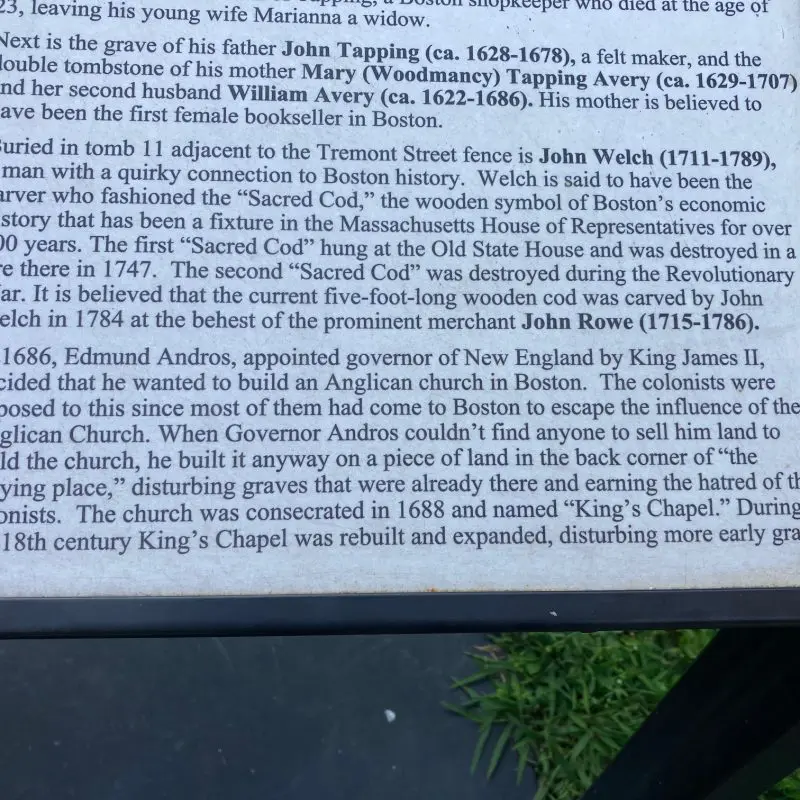 23, leaving his young wife Marianna a widow.
Next is the grave of his father John Tapping (ca. 1628-1678), a felt maker, and the
louble tombstone of his mother Mary (Woodmancy) Tapping Avery (ca. 1629-1707)
nd her second husband William Avery (ca. 1622-1686). His mother is believed to
ave been the first female bookseller in Boston.
uried in tomb 11 adjacent to the Tremont Street fence is John Welch (1711-1789),
man with a quirky connection to Boston history. Welch is said to have been the
arver who fashioned the “Sacred Cod,” the wooden symbol of Boston’s economic
story that has been a fixture in the Massachusetts House of Representatives for over
00 years. The first “Sacred Cod” hung at the Old State House and was destroyed in a
re there in 1747. The second “Sacred Cod” was destroyed during the Revolutionary
ar. It is believed that the current five-foot-long wooden cod was carved by John
elch in 1784 at the behest of the prominent merchant John Rowe (1715-1786).
1686, Edmund Andros, appointed governor of New England by King James II,
cided that he wanted to build an Anglican church in Boston. The colonists were
posed to this since most of them had come to Boston to escape the influence of the
glican Church. When Governor Andros couldn’t find anyone to sell him land to
ld the church, he built it anyway on a piece of land in the back corner of “the
ying place,” disturbing graves that were already there and earning the hatred of th
onists. The church was consecrated in 1688 and named “King’s Chapel.” During
18th century King’s Chapel was rebuilt and expanded, disturbing more early gra